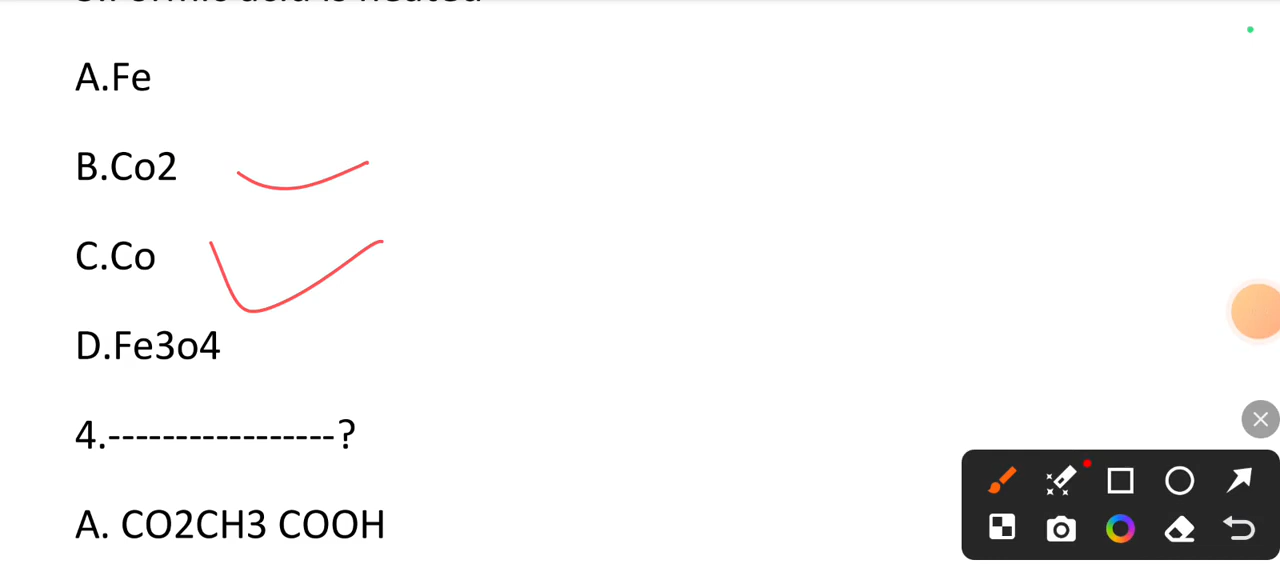 A.Fe
B.Co2
C.Co
D.Fe3o4
4.-----------------?
A. CO2CH3 COOH